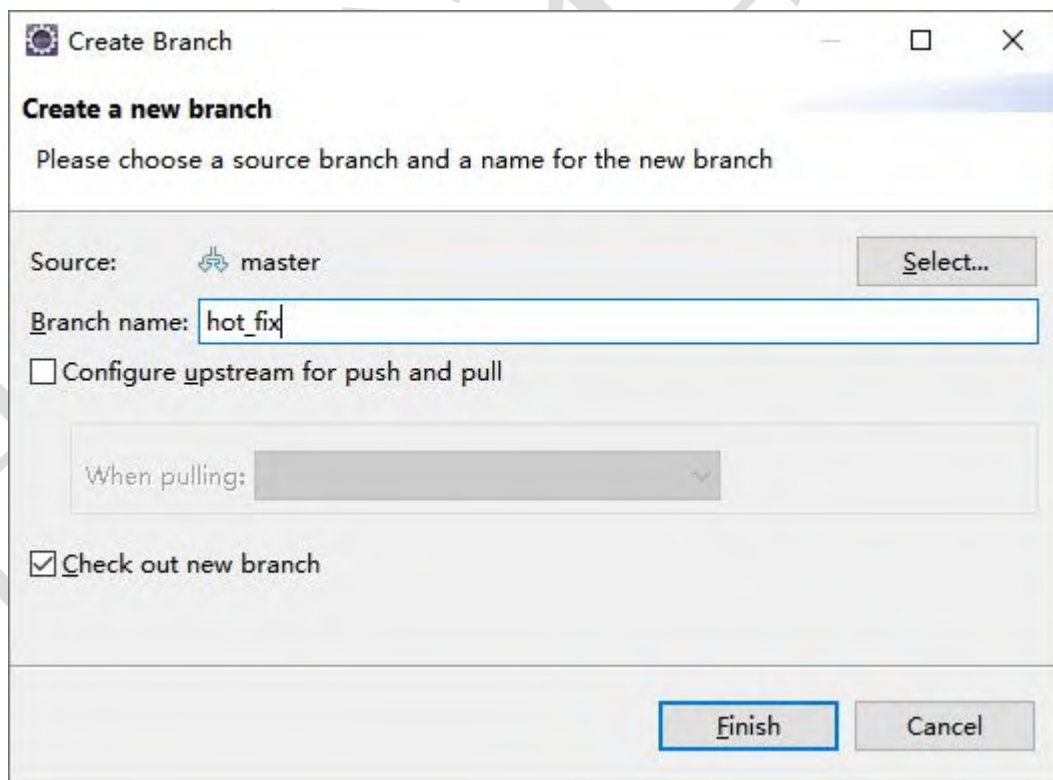 Create Branch
Create a new branch
Please choose a source branch and a name for the new branch
Source: master Select...
Branch name: hot_fix
Configure upstream for push and pull
When pulling:
Check out new branch
Finish Cancel